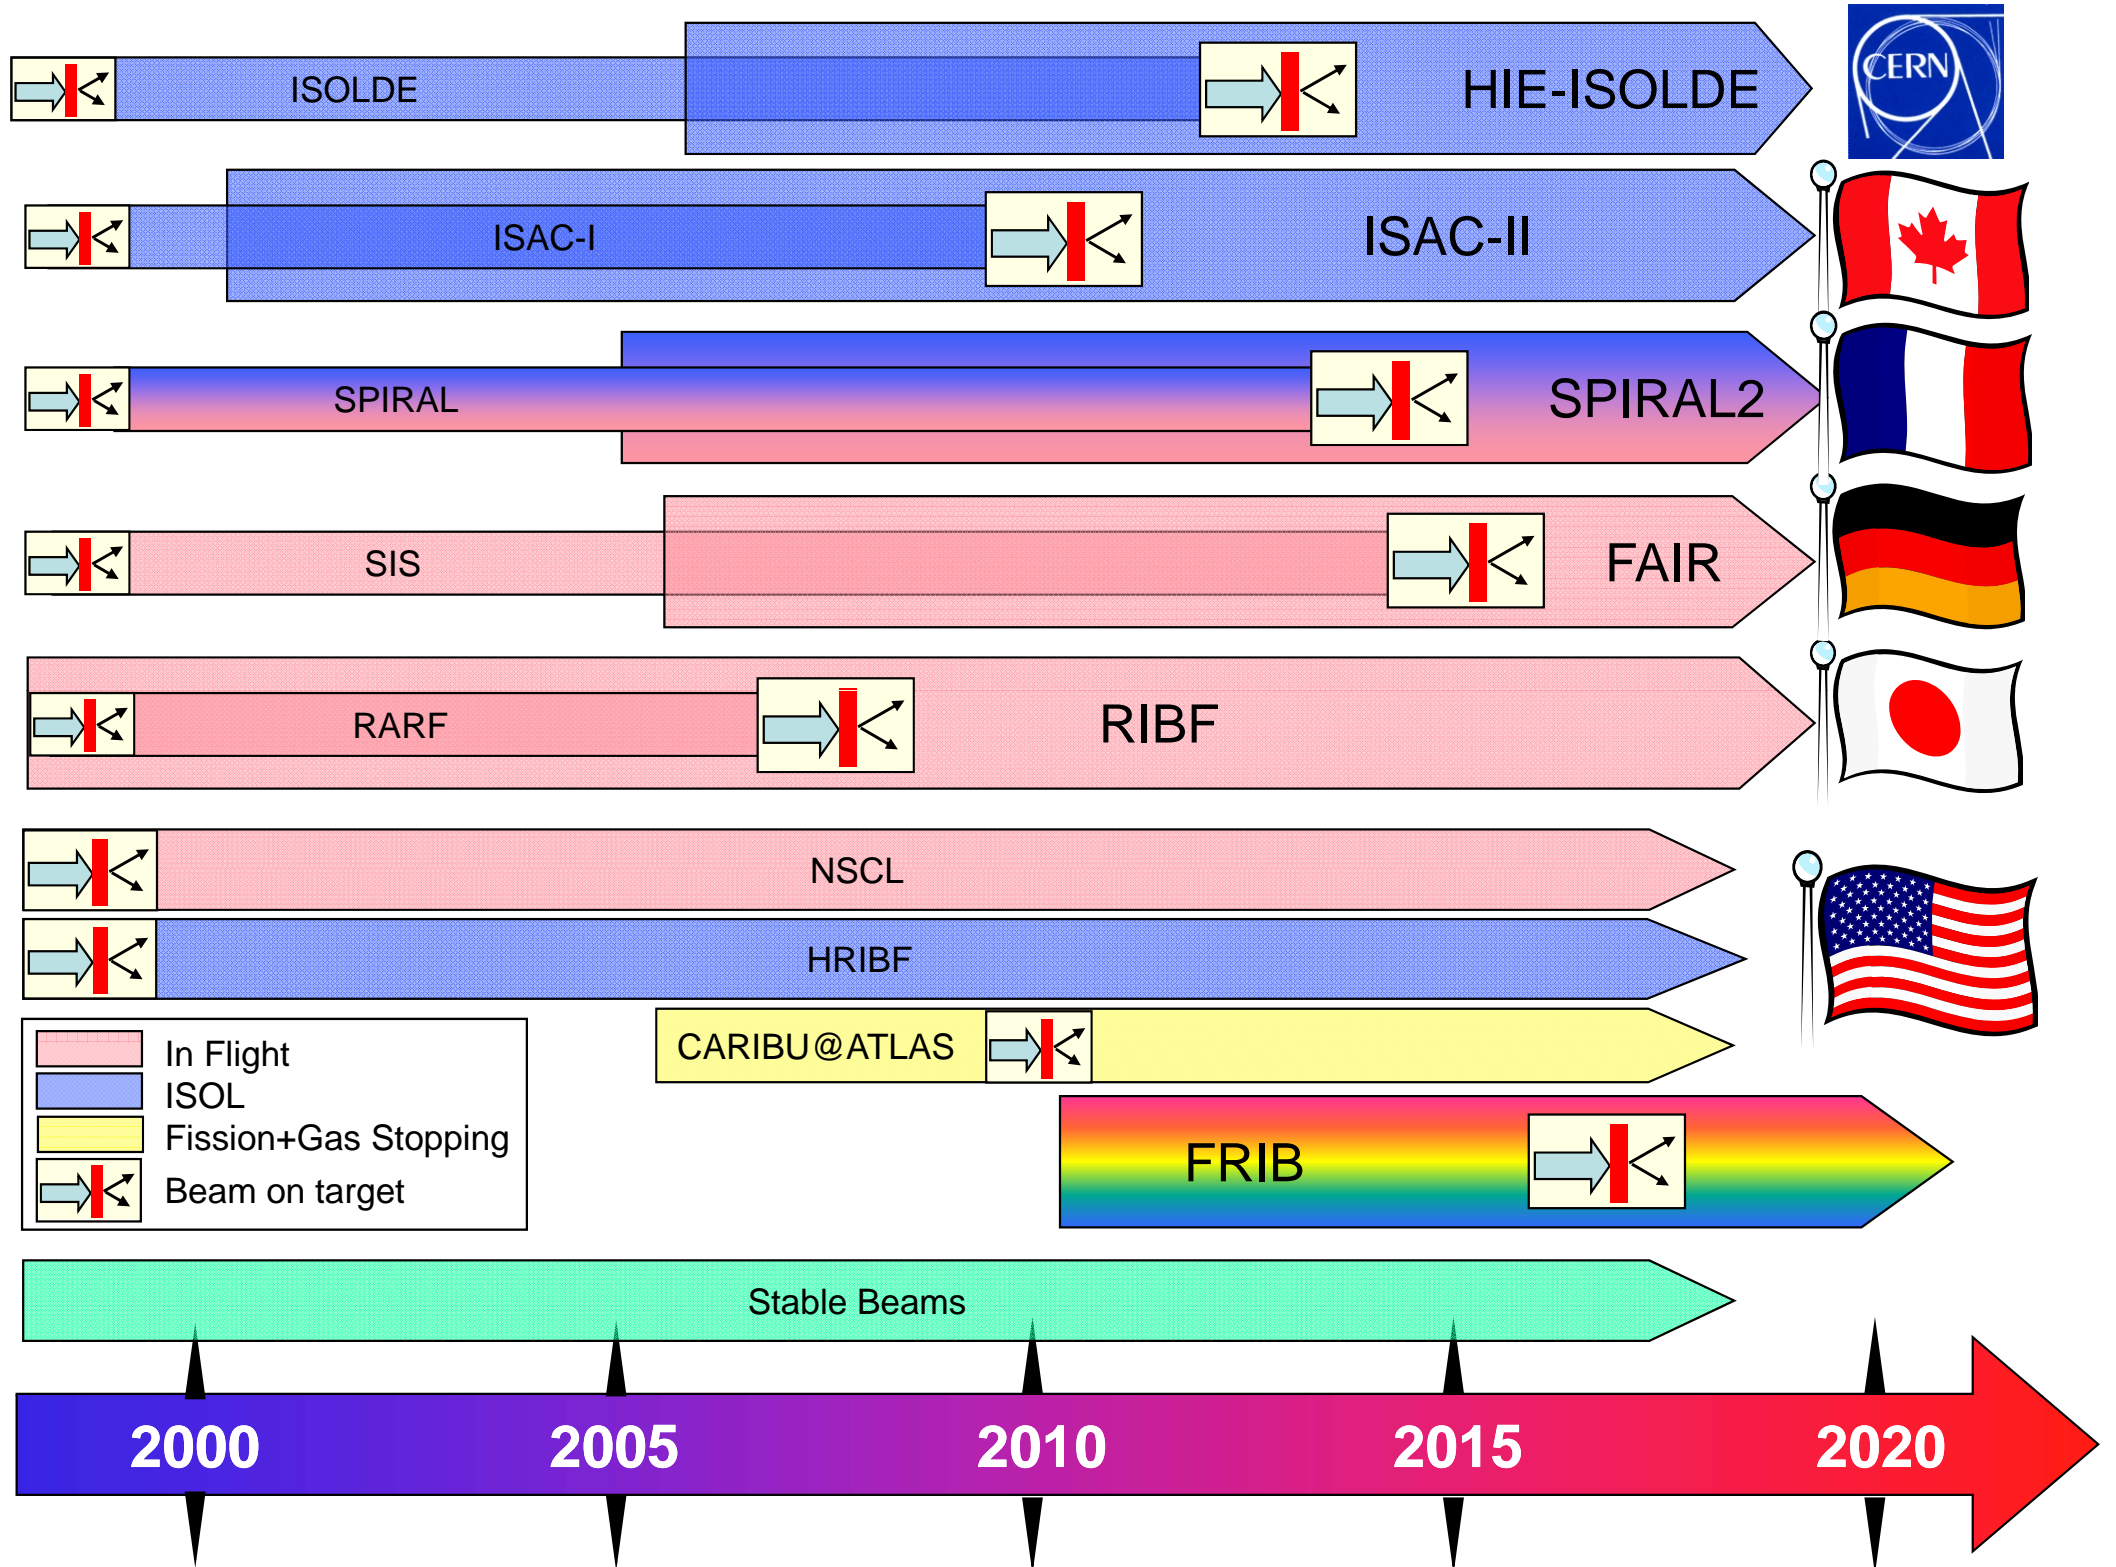 ISOLDE
HIE-ISOLDE
CERN
ISAC-I
ISAC-II
SPIRAL
SPIRAL2
SIS
FAIR
RARF
RIBF
NSCL
HRIBF
CARIBU@ATLAS
In Flight
ISOL
Fission+Gas Stopping
Beam on target
FRIB
Stable Beams
2000
2005
2010
2015
2020